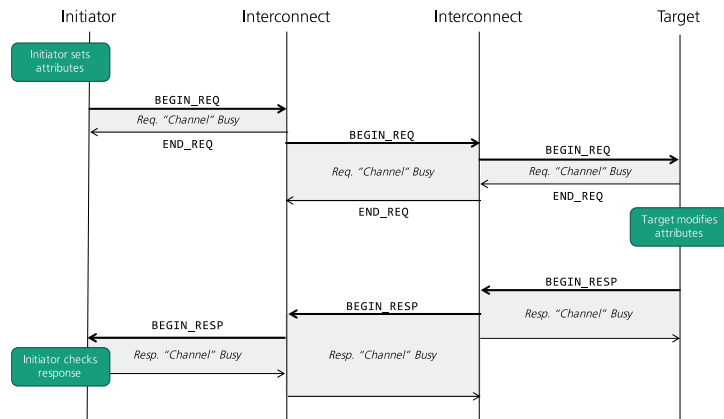 Initiator
Interconnect
Interconnect
Target
Initiator sets
attributes
BEGIN_REQ
Req. "Channel" Busy
END_REQ
BEGIN_REQ
Req. "Channel" Busy
END_REQ
BEGIN_REQ
Req. "Channel" Busy
END_REQ
Target modifies
attributes
BEGIN_RESP
Resp. "Channel" Busy
BEGIN_RESP
Resp. "Channel" Busy
BEGIN_RESP
Resp. "Channel" Busy
Initiator checks
response